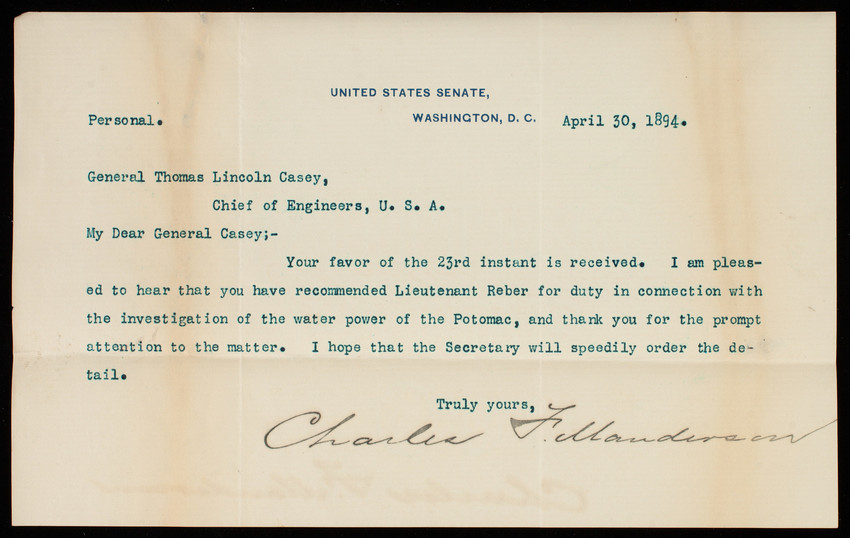 UNITED STATES SENATE,
Personal. WASHINGTON, D. C. April 30, 1894.
General Thomas Lincoln Casey,
Chief of Engineers, U. S. A.
My Dear General Casey;-
Your favor of the 23rd instant is received. I am pleas-
ed to hear that you have recommended Lieutenant Reber for duty in connection with
the investigation of the water power of the Potomac, and thank you for the prompt
attention to the matter. I hope that the Secretary will speedily order the de-
tail.
Truly yours,
Charles F. Manderson